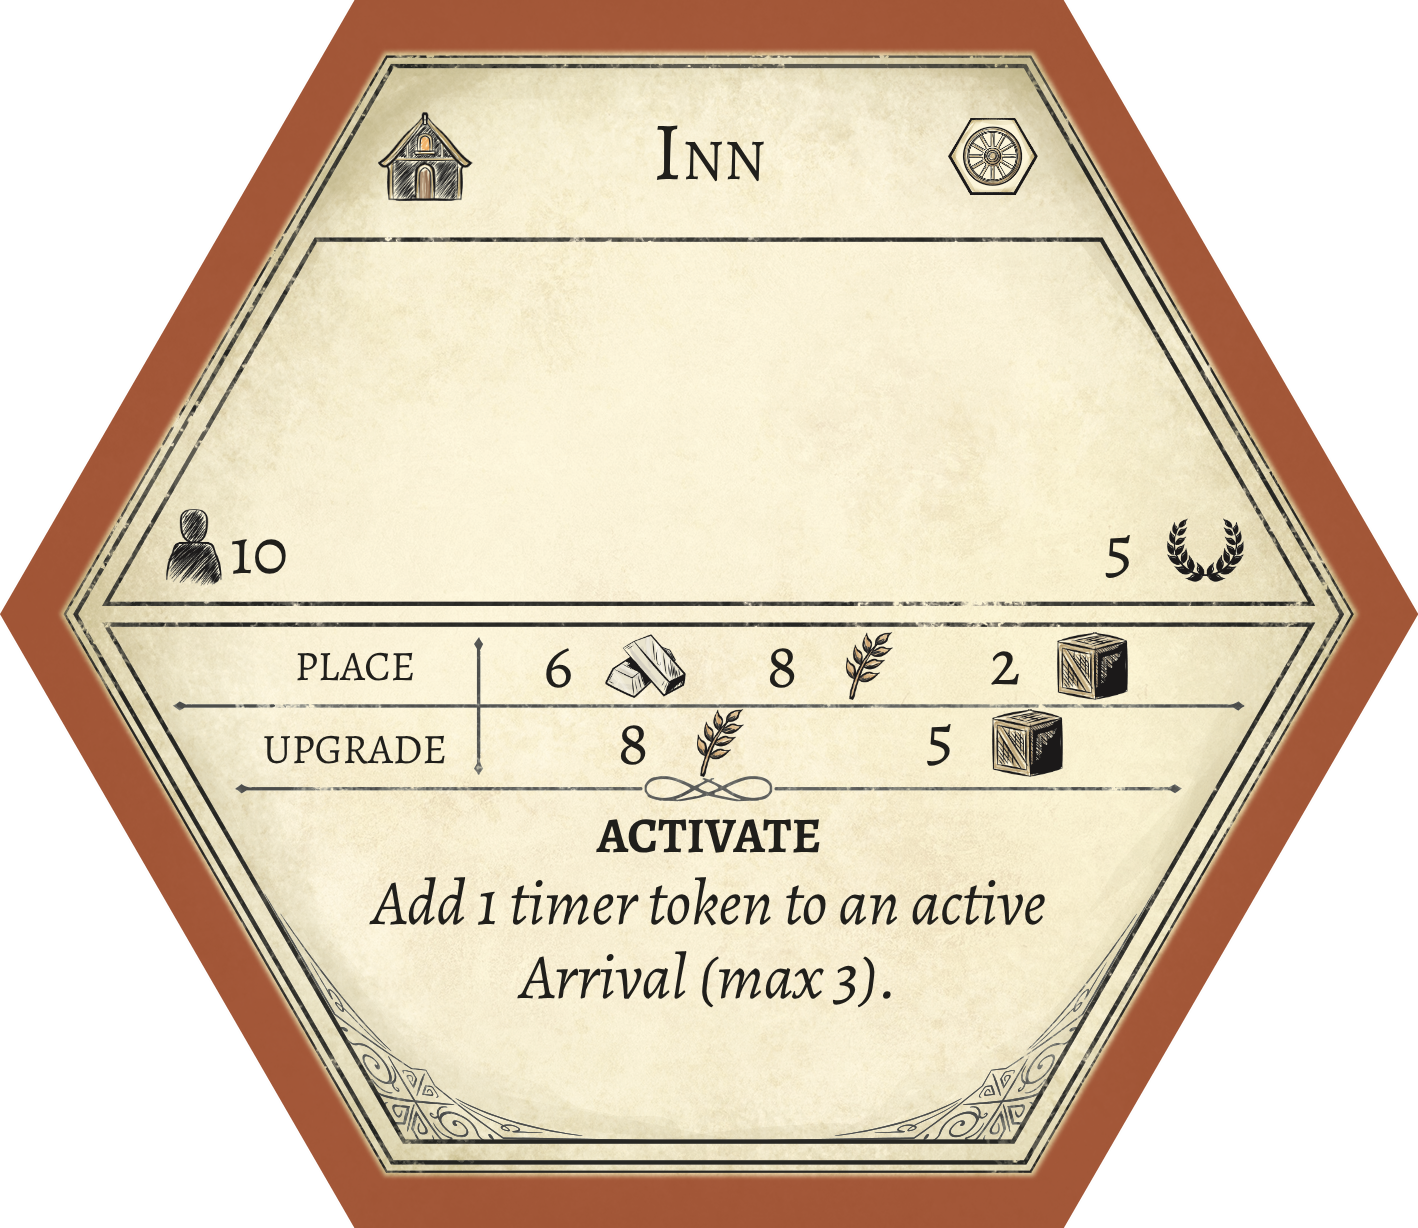 Inn
10
5
PLACE 6 8 2
UPGRADE 8 5
ACTIVATE
Add 1 timer token to an active
Arrival (max 3).